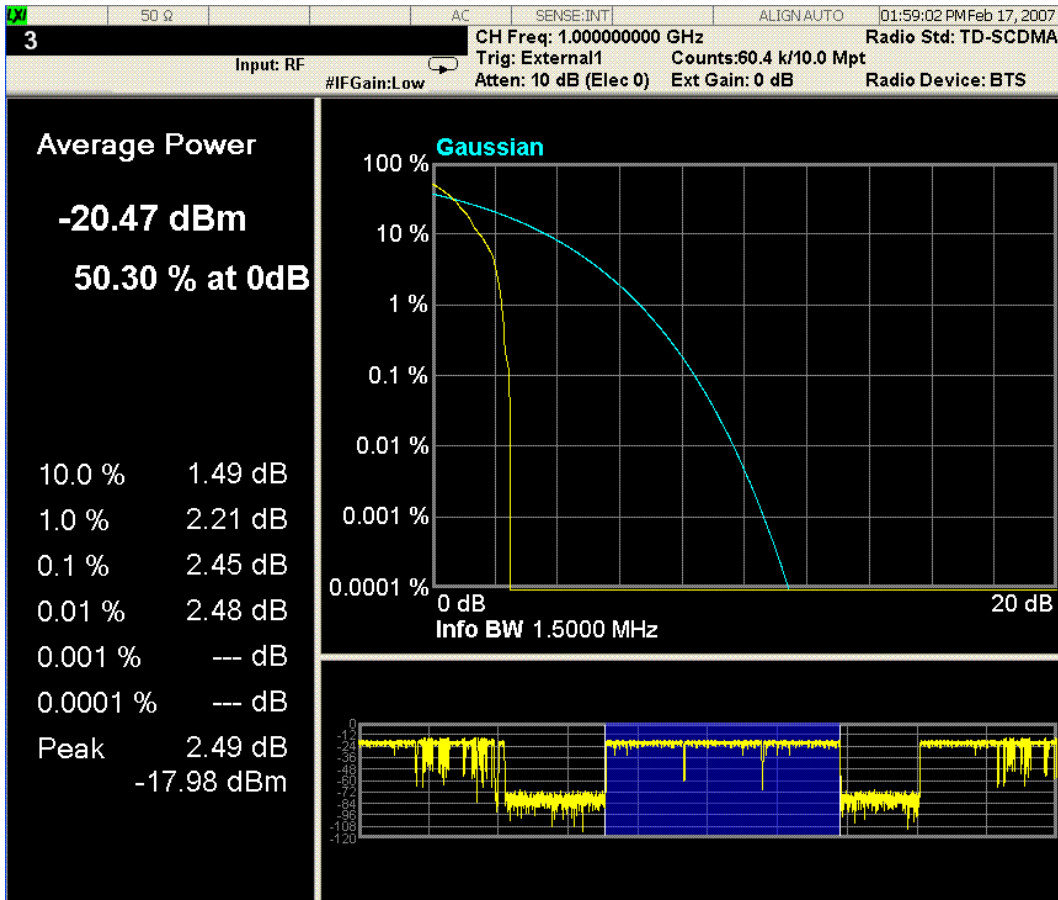 LXI 50 Ω AC SENSE:INT ALIGN AUTO 01:59:02 PM Feb 17, 2007
3
CH Freq: 1.000000000 GHz Radio Std: TD-SCDMA
Input: RF Trig: External1 Counts:60.4 k/10.0 Mpt
#IFGain:Low Atten: 10 dB (Elec 0) Ext Gain: 0 dB Radio Device: BTS
Average Power
-20.47 dBm
50.30 % at 0dB
10.0 % 1.49 dB
1.0 % 2.21 dB
0.1 % 2.45 dB
0.01 % 2.48 dB
0.001 % --- dB
0.0001 % --- dB
Peak 2.49 dB
-17.98 dBm
Gaussian
100 %
10 %
1 %
0.1 %
0.01 %
0.001 %
0.0001 %
0 dB 20 dB
Info BW 1.5000 MHz
0
-12
-24
-36
-48
-60
-72
-84
-96
-108
-120